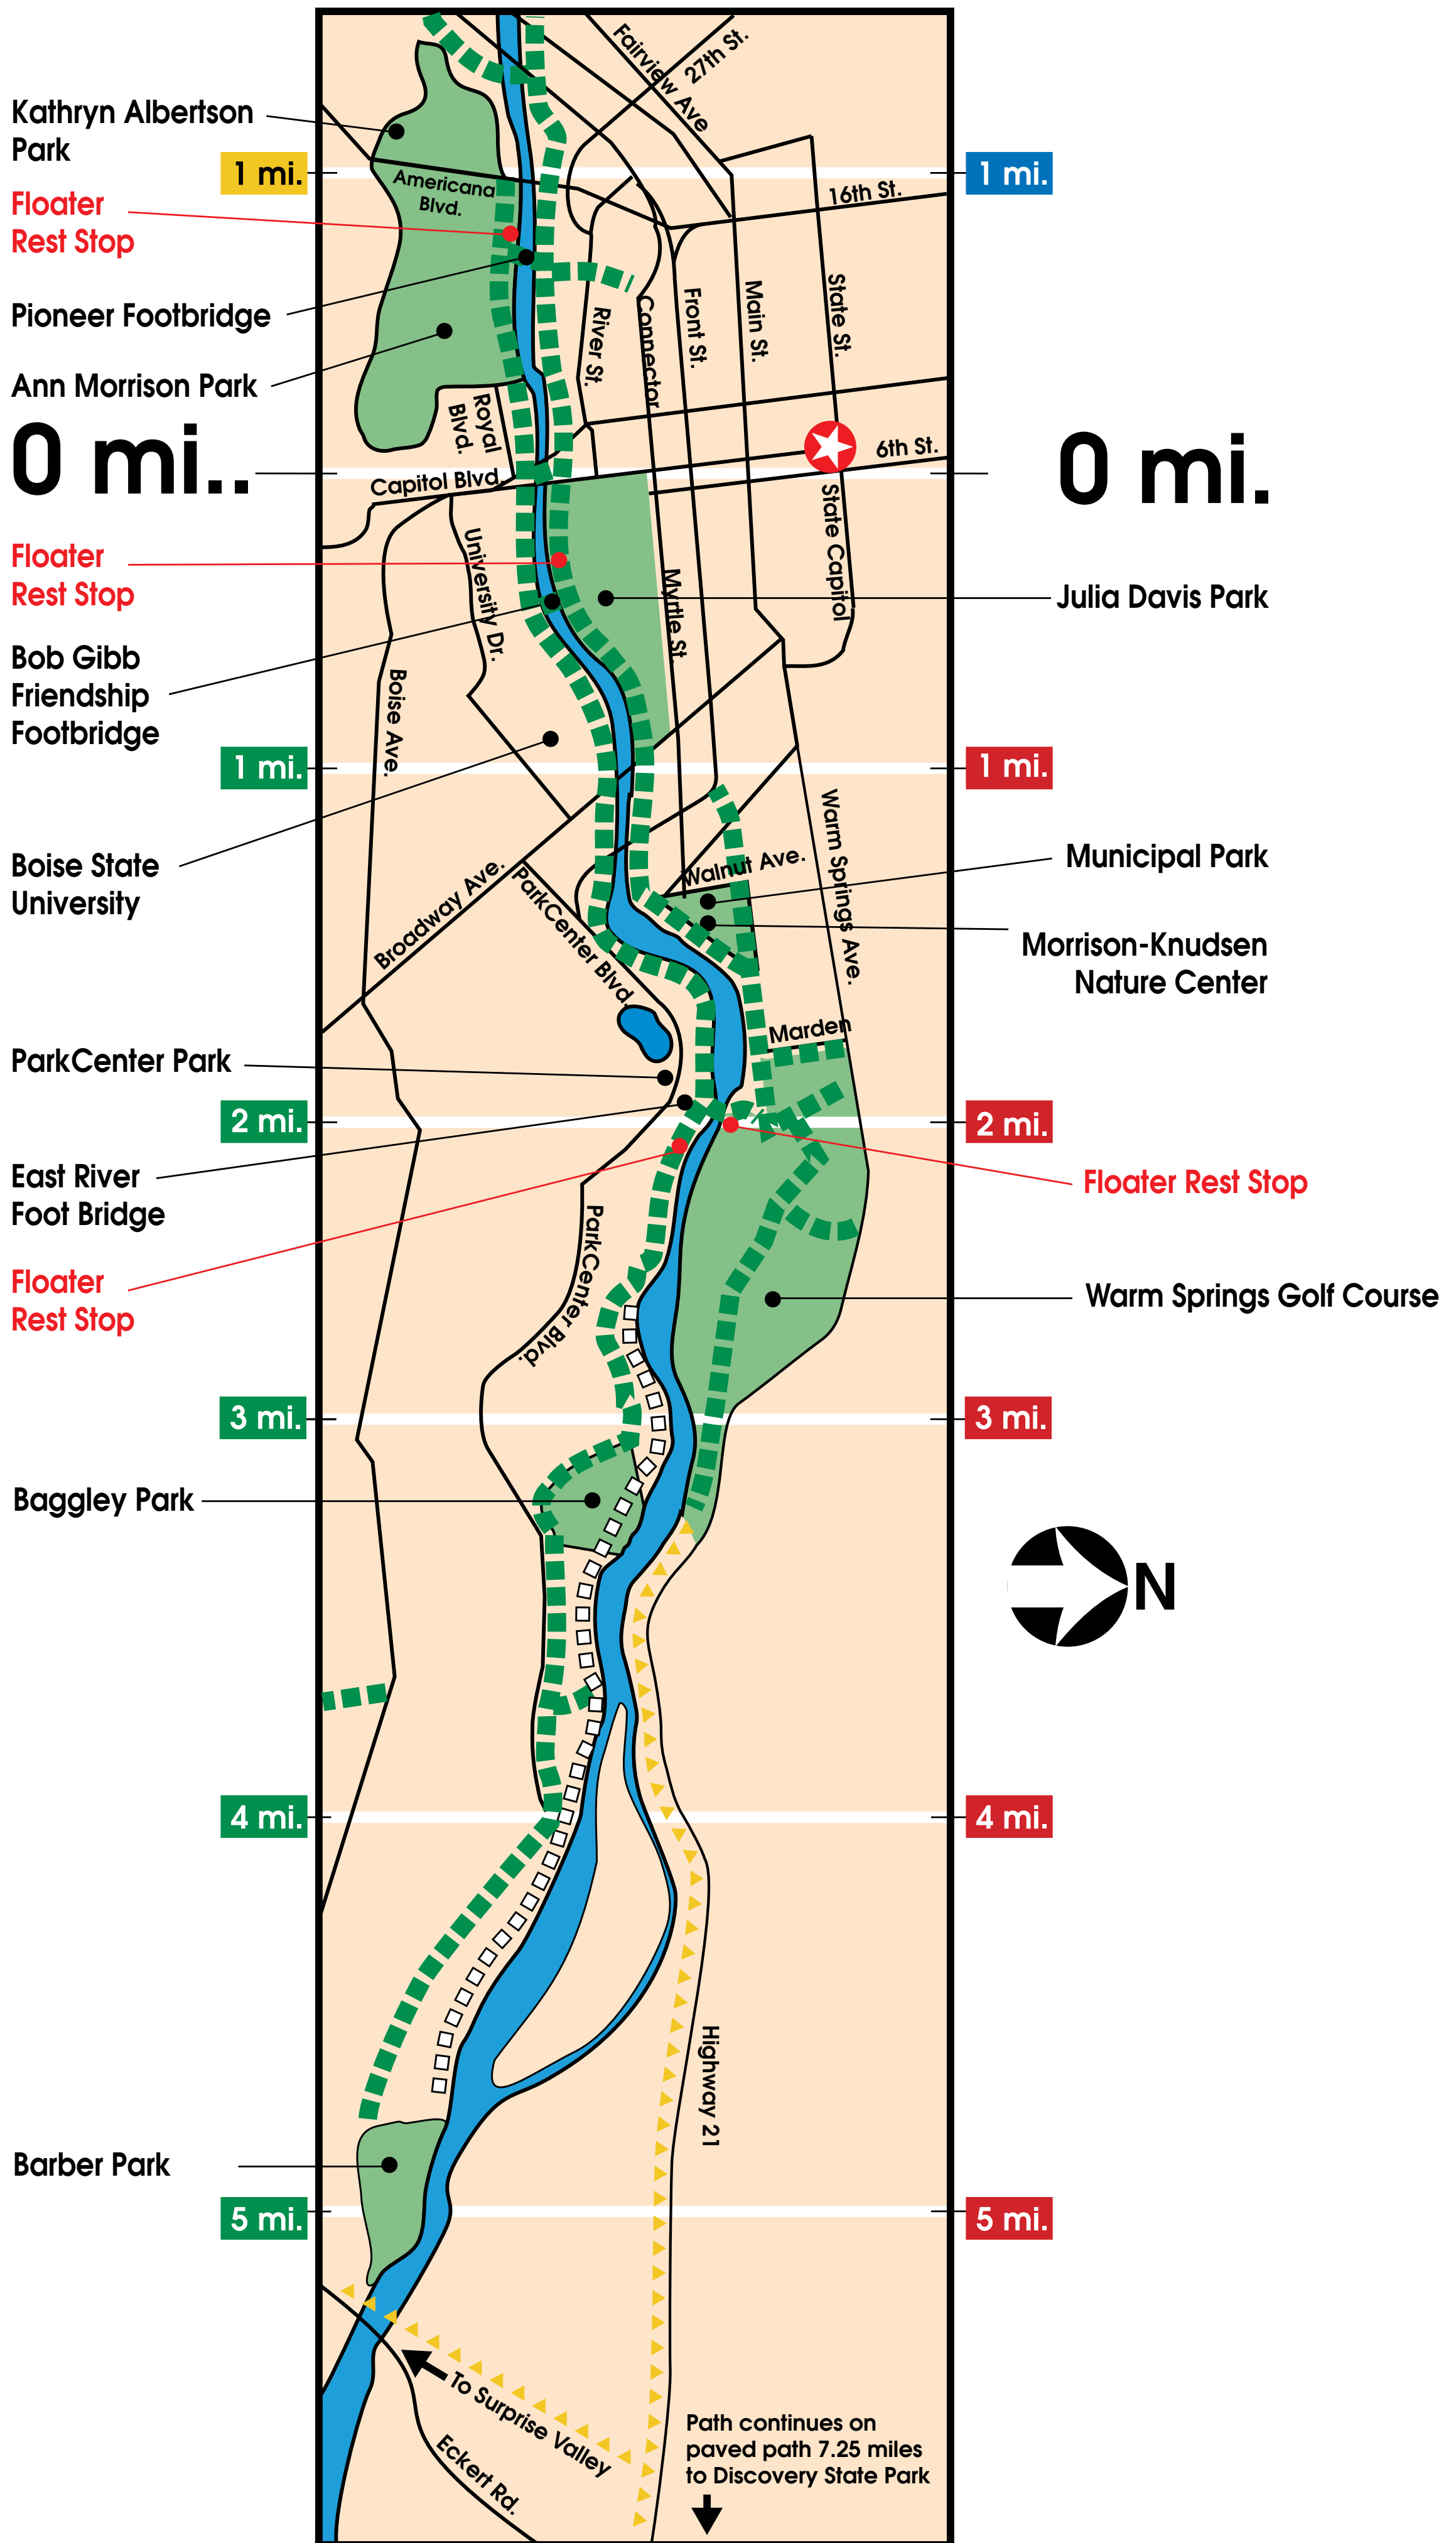 Fairview Ave
27th St.
Kathryn Albertson
Park
1 mi.
1 mi.
Americana
Blvd.
16th St.
Floater
Rest Stop
Pioneer Footbridge
River St.
Connector
Front St.
Main St.
State St.
Ann Morrison Park
Royal
Blvd.
0 mi..
0 mi.
6th St.
Capitol Blvd.
State Capitol
University Dr.
Floater
Rest Stop
Myrtle St.
Julia Davis Park
Bob Gibb
Friendship
Footbridge
Boise Ave.
1 mi.
1 mi.
Warm Springs Ave.
Boise State
University
Walnut Ave.
Municipal Park
Broadway Ave.
ParkCenter Blvd.
Morrison-Knudsen
Nature Center
Marden
ParkCenter Park
2 mi.
2 mi.
East River
Foot Bridge
Floater Rest Stop
ParkCenter Blvd.
Floater
Rest Stop
Warm Springs Golf Course
3 mi.
3 mi.
Baggley Park
N
4 mi.
4 mi.
Highway 21
Barber Park
5 mi.
5 mi.
To Surprise Valley
Eckert Rd.
Path continues on
paved path 7.25 miles
to Discovery State Park